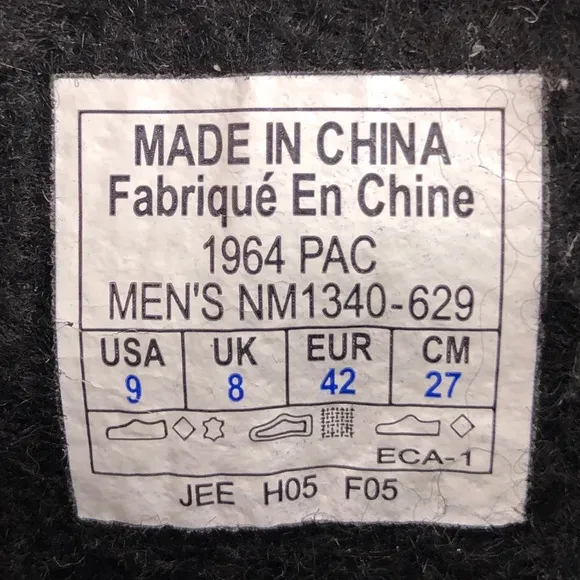 MADE IN CHINA
Fabriqué En Chine
1964 PAC
MEN'S NM1340-629
USA UK EUR CM
9 8 42 27
ECA-1
JEE H05 F05